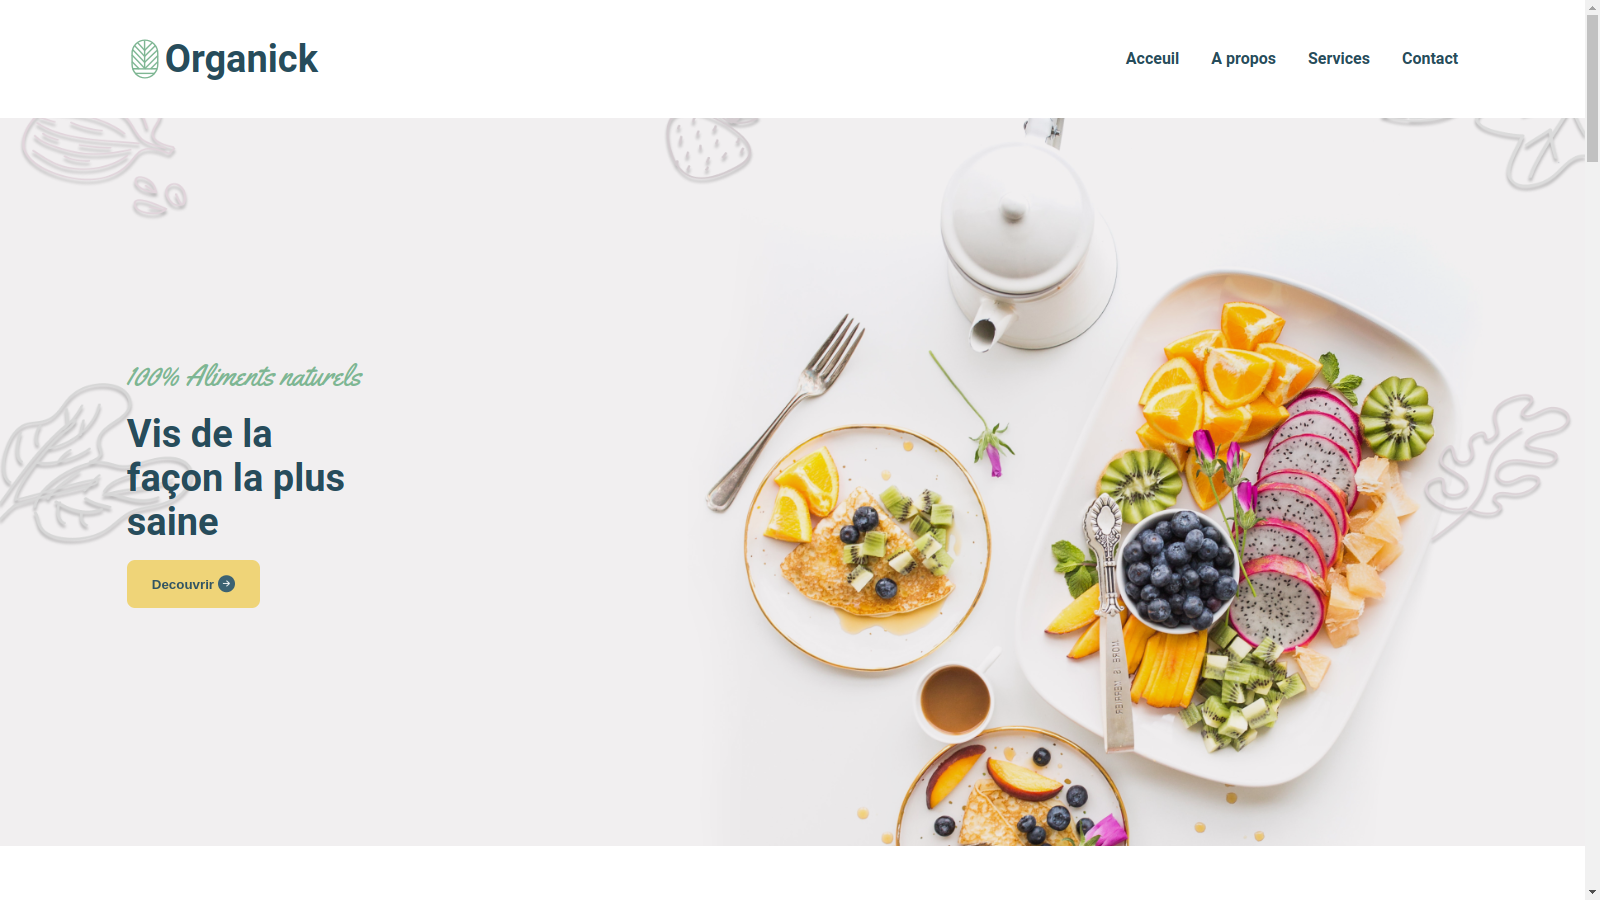 Organick
Acceuil
A propos
Services
Contact
100% Aliments naturels
Vis de la
façon la plus
saine
Decouvrir